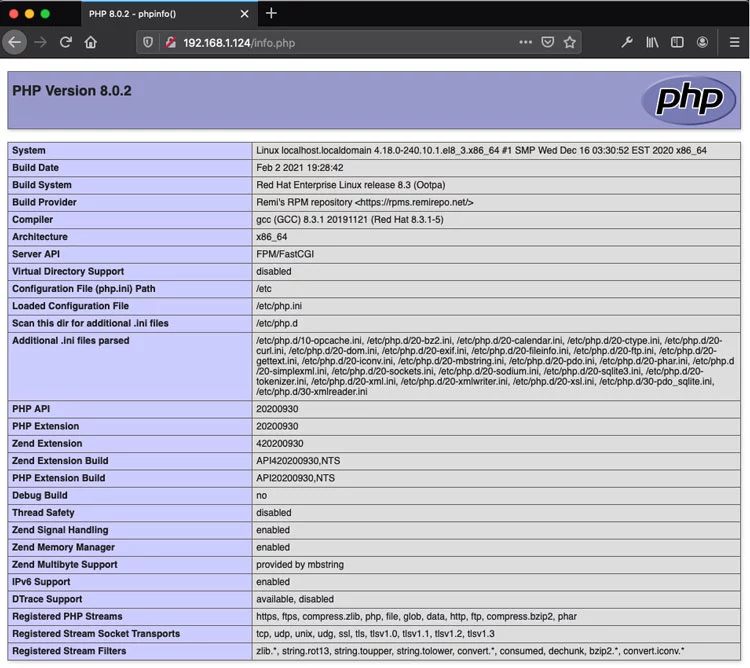 PHP 8.0.2 - phpinfo()
192.168.1.124/info.php
PHP Version 8.0.2
php
System Linux localhost.localdomain 4.18.0-240.10.1.el8_3.x86_64 #1 SMP Wed Dec 16 03:30:52 EST 2020 x86_64
Build Date Feb 2 2021 19:28:42
Build System Red Hat Enterprise Linux release 8.3 (Ootpa)
Build Provider Remi's RPM repository <https://rpms.remirepo.net/>
Compiler gcc (GCC) 8.3.1 20191121 (Red Hat 8.3.1-5)
Architecture x86_64
Server API FPM/FastCGI
Virtual Directory Support disabled
Configuration File (php.ini) Path /etc
Loaded Configuration File /etc/php.ini
Scan this dir for additional .ini files /etc/php.d
Additional .ini files parsed /etc/php.d/10-opcache.ini, /etc/php.d/20-bz2.ini, /etc/php.d/20-calendar.ini, /etc/php.d/20-ctype.ini, /etc/php.d/20-
curl.ini, /etc/php.d/20-dom.ini, /etc/php.d/20-exif.ini, /etc/php.d/20-fileinfo.ini, /etc/php.d/20-ftp.ini, /etc/php.d/20-
gettext.ini, /etc/php.d/20-iconv.ini, /etc/php.d/20-mbstring.ini, /etc/php.d/20-pdo.ini, /etc/php.d/20-phar.ini, /etc/php.d
/20-simplexml.ini, /etc/php.d/20-sockets.ini, /etc/php.d/20-sodium.ini, /etc/php.d/20-sqlite3.ini, /etc/php.d/20-
tokenizer.ini, /etc/php.d/20-xml.ini, /etc/php.d/20-xmlwriter.ini, /etc/php.d/20-xsl.ini, /etc/php.d/30-pdo_sqlite.ini,
/etc/php.d/30-xmlreader.ini
PHP API 20200930
PHP Extension 20200930
Zend Extension 420200930
Zend Extension Build API420200930,NTS
PHP Extension Build API20200930,NTS
Debug Build no
Thread Safety disabled
Zend Signal Handling enabled
Zend Memory Manager enabled
Zend Multibyte Support provided by mbstring
IPv6 Support enabled
DTrace Support available, disabled
Registered PHP Streams https, ftps, compress.zlib, php, file, glob, data, http, ftp, compress.bzip2, phar
Registered Stream Socket Transports tcp, udp, unix, udg, ssl, tls, tlsv1.0, tlsv1.1, tlsv1.2, tlsv1.3
Registered Stream Filters zlib.*, string.rot13, string.toupper, string.tolower, convert.*, consumed, dechunk, bzip2.*, convert.iconv.*